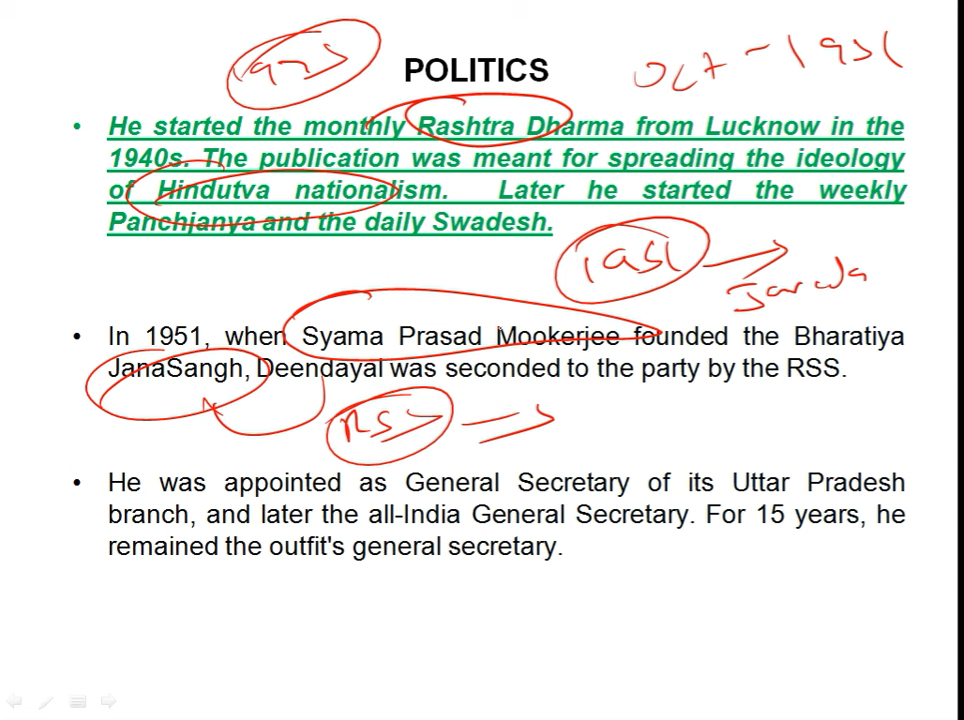 POLITICS
Oct - 1951
• He started the monthly Rashtra Dharma from Lucknow in the
1940s. The publication was meant for spreading the ideology
of Hindutva nationalism. Later he started the weekly
Panchjanya and the daily Swadesh.
1951
• In 1951, when Syama Prasad Mookerjee founded the Bharatiya
JanaSangh, Deendayal was seconded to the party by the RSS.
RSS
• He was appointed as General Secretary of its Uttar Pradesh
branch, and later the all-India General Secretary. For 15 years, he
remained the outfit's general secretary.